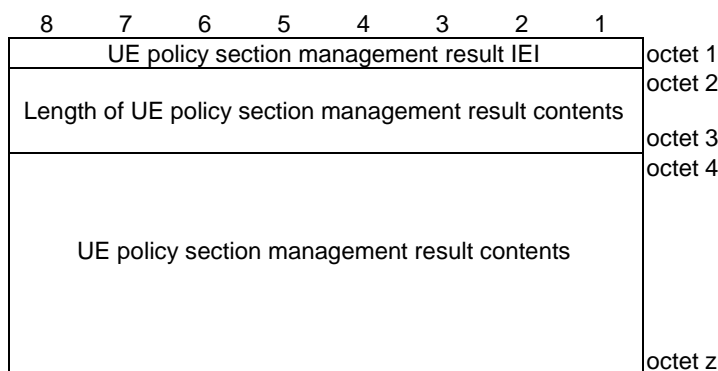 8 7 6 5 4 3 2 1
UE policy section management result IEI octet 1
octet 2
Length of UE policy section management result contents
octet 3
octet 4
UE policy section management result contents
octet z